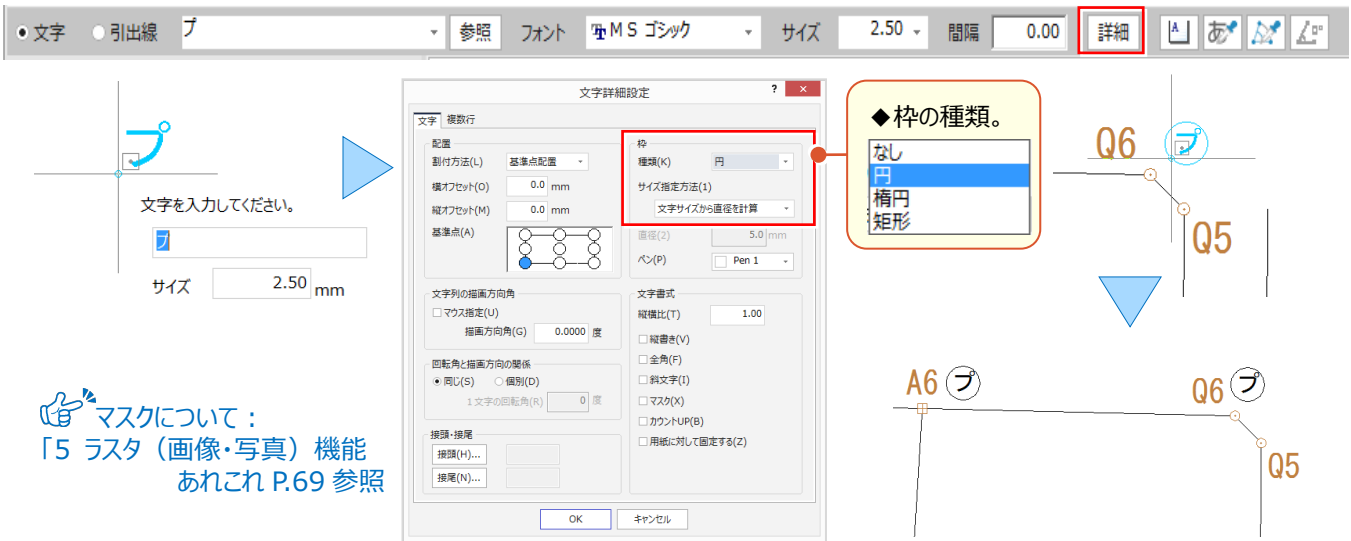 文字 引出線 プ 参照 フォント MS ゴシック サイズ 2.50 間隔 0.00 詳細 A あ
プ
文字を入力してください。
プ
サイズ 2.50 mm
マスクについて：
「5 ラスタ（画像・写真）機能
あれこれ P.69 参照
文字詳細設定 ? ×
文字 複数行
配置
割付方法(L) 基準点配置
横オフセット(O) 0.0 mm
縦オフセット(M) 0.0 mm
基準点(A)
枠
種類(K) 円
サイズ指定方法(1)
文字サイズから直径を計算
直径(2) 5.0 mm
ペン(P) Pen 1
文字列の描画方向角
マウス指定(U)
描画方向角(G) 0.0000 度
回転角と描画方向の関係
同じ(S) 個別(D)
1文字の回転角(R) 0 度
接頭・接尾
接頭(H)...
接尾(N)...
文字書式
縦横比(T) 1.00
縦書き(V)
全角(F)
斜文字(I)
マスク(X)
カウントUP(B)
用紙に対して固定する(Z)
OK キャンセル
◆枠の種類。
なし
円
楕円
矩形
Q6 プ
Q5
A6 プ
Q6 プ
Q5